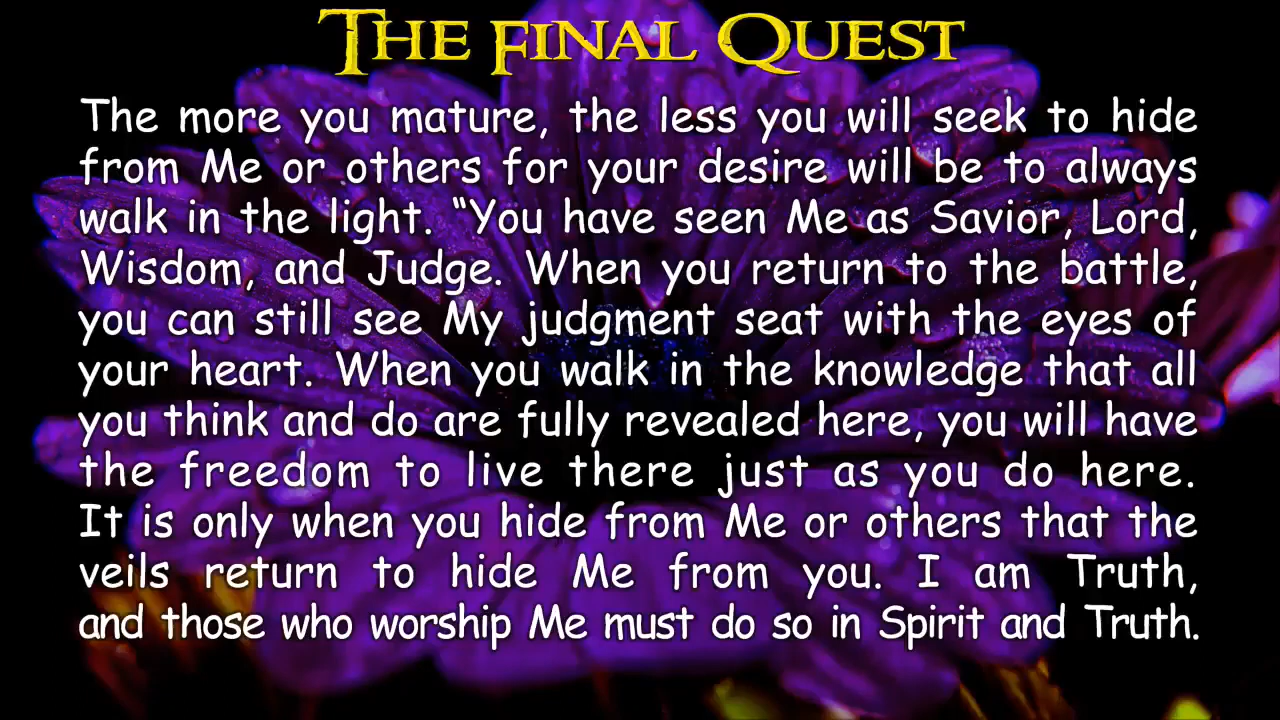 The Final Quest
The more you mature, the less you will seek to hide
from Me or others for your desire will be to always
walk in the light. “You have seen Me as Savior, Lord,
Wisdom, and Judge. When you return to the battle,
you can still see My judgment seat with the eyes of
your heart. When you walk in the knowledge that all
you think and do are fully revealed here, you will have
the freedom to live there just as you do here.
It is only when you hide from Me or others that the
veils return to hide Me from you. I am Truth,
and those who worship Me must do so in Spirit and Truth.